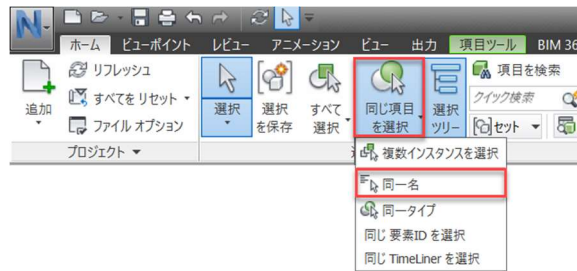 N
ホーム ビューポイント レビュー アニメーション ビュー 出力 項目ツール BIM 36
リフレッシュ
すべてをリセット
ファイル オプション
追加
プロジェクト
選択
選択
を保存
すべて
選択
同じ項目
を選択
選択
ツリー
項目を検索
クイック検索
セット
複数インスタンスを選択
同一名
同一タイプ
同じ 要素ID を選択
同じ TimeLiner を選択